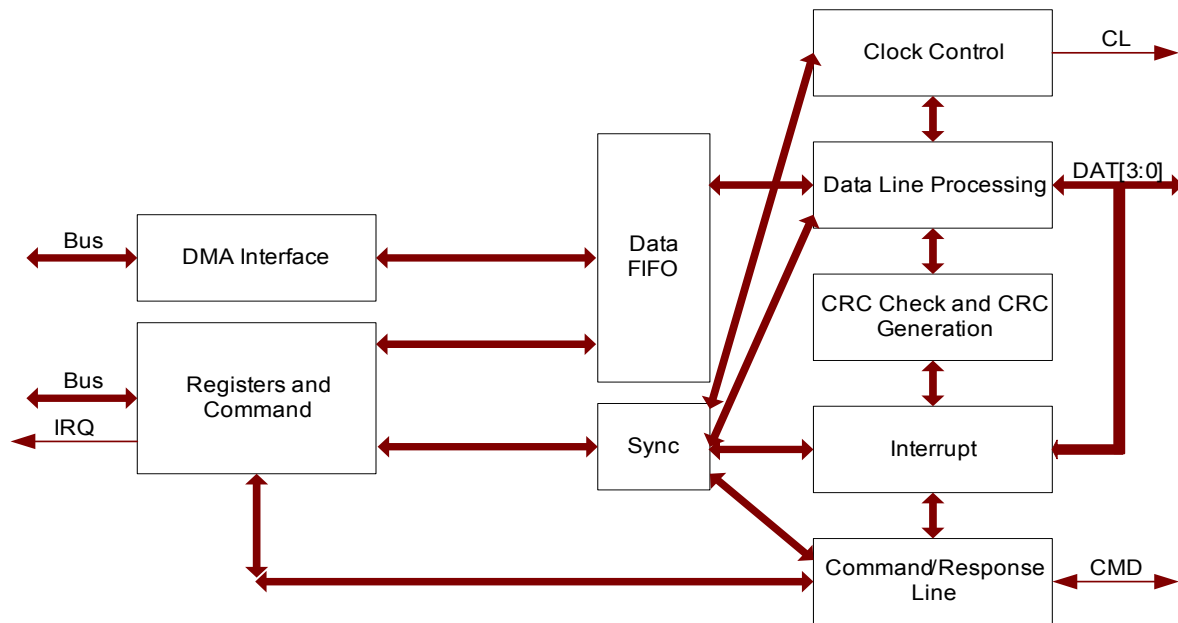 Clock Control
CL
Data Line Processing
DAT[3:0]
Bus
DMA Interface
Data
FIFO
CRC Check and CRC
Generation
Bus
IRQ
Registers and
Command
Sync
Interrupt
Command/Response
Line
CMD